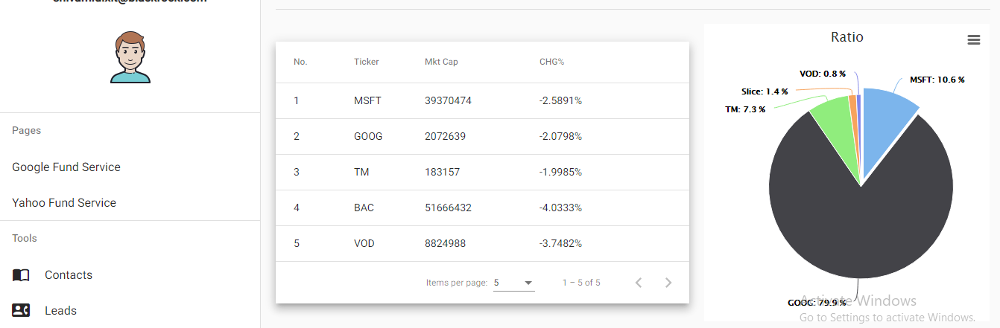 Pages
Google Fund Service
Yahoo Fund Service
Tools
Contacts
Leads
No. Ticker Mkt Cap CHG%
1 MSFT 39370474 -2.5891%
2 GOOG 2072639 -2.0798%
3 TM 183157 -1.9985%
4 BAC 51666432 -4.0333%
5 VOD 8824988 -3.7482%
Items per page: 5 1 – 5 of 5
Ratio
VOD: 0.8 %
MSFT: 10.6 %
Slice: 1.4 %
TM: 7.3 %
GOOG: 79.9 %
Activate Windows
Go to Settings to activate Windows.